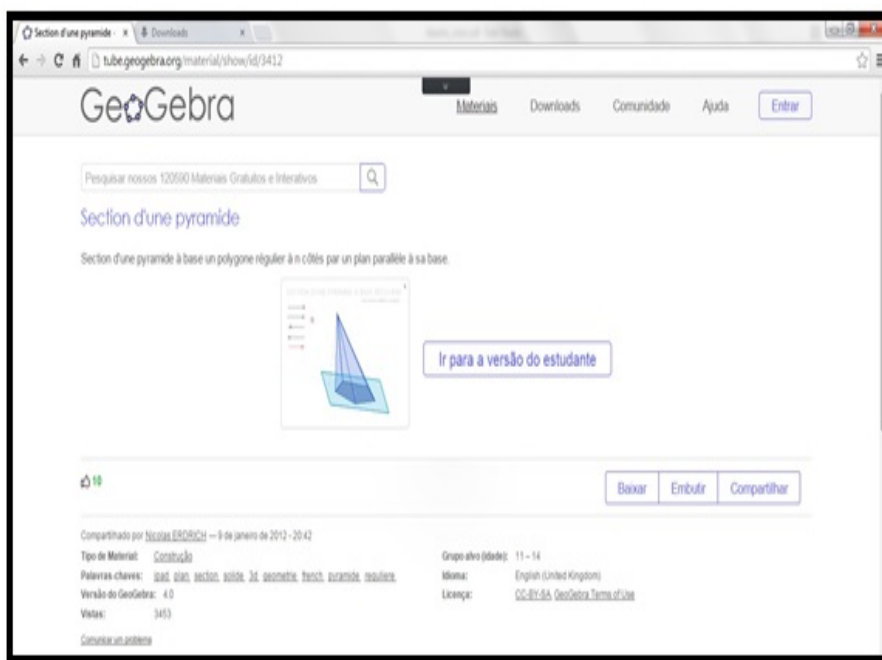 Section d'une pyramide - x Downloads x
tube.geogebra.org/material/show/id/3412
GeoGebra Materiais Downloads Comunidade Ajuda Entrar
Pesquisar nossos 120590 Materiais Gratuitos e Interativos
Section d'une pyramide
Section d'une pyramide à base un polygone régulier à n côtés par un plan parallèle à sa base.
Ir para a versão do estudante
10
Baixar Embutir Compartilhar
Compartilhado por Nicolas ERDRICH — 9 de janeiro de 2012 - 20:42
Tipo de Material: Construção
Palavras-chaves: ipad, plan, section, solide, 3d, geometrie, french, pyramide, reguliere,
Versão do GeoGebra: 4.0
Vistas: 3453
Comunicar um problema
Grupo alvo (idade): 11 – 14
Idioma: English (United Kingdom)
Licença: CC-BY-SA, GeoGebra Terms of Use